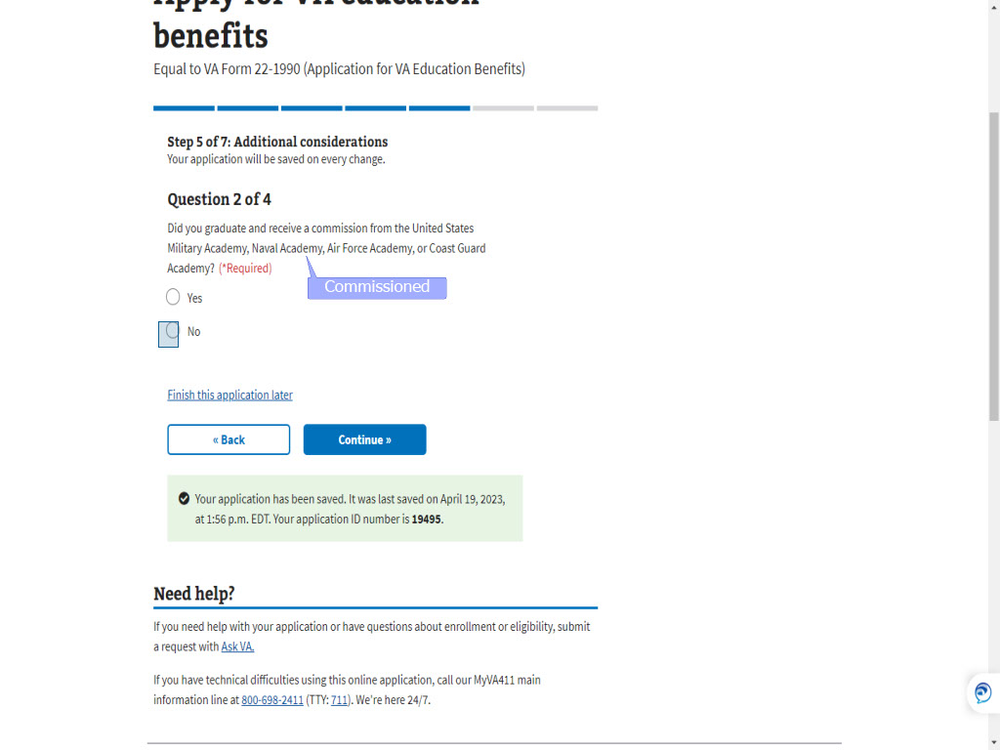 Apply for VA education
benefits
Equal to VA Form 22-1990 (Application for VA Education Benefits)
Step 5 of 7: Additional considerations
Your application will be saved on every change.
Question 2 of 4
Did you graduate and receive a commission from the United States
Military Academy, Naval Academy, Air Force Academy, or Coast Guard
Academy? (*Required)
Commissioned
Yes
No
Finish this application later
« Back
Continue »
Your application has been saved. It was last saved on April 19, 2023,
at 1:56 p.m. EDT. Your application ID number is 19495.
Need help?
If you need help with your application or have questions about enrollment or eligibility, submit
a request with Ask VA.
If you have technical difficulties using this online application, call our MyVA411 main
information line at 800-698-2411 (TTY: 711). We're here 24/7.